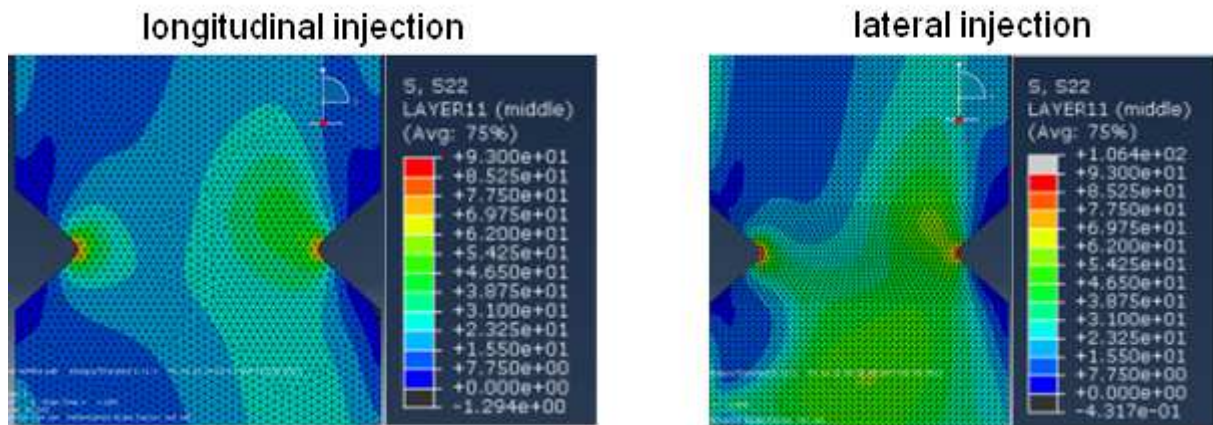 longitudinal injection
S, S22
LAYER11 (middle)
(Avg: 75%)
+9.300e+01
+8.525e+01
+7.750e+01
+6.975e+01
+6.200e+01
+5.425e+01
+4.650e+01
+3.875e+01
+3.100e+01
+2.325e+01
+1.550e+01
+7.750e+00
+0.000e+00
-1.294e+00
lateral injection
S, S22
LAYER11 (middle)
(Avg: 75%)
+1.064e+02
+9.300e+01
+8.525e+01
+7.750e+01
+6.975e+01
+6.200e+01
+5.425e+01
+4.650e+01
+3.875e+01
+3.100e+01
+2.325e+01
+1.550e+01
+7.750e+00
+0.000e+00
-4.317e-01